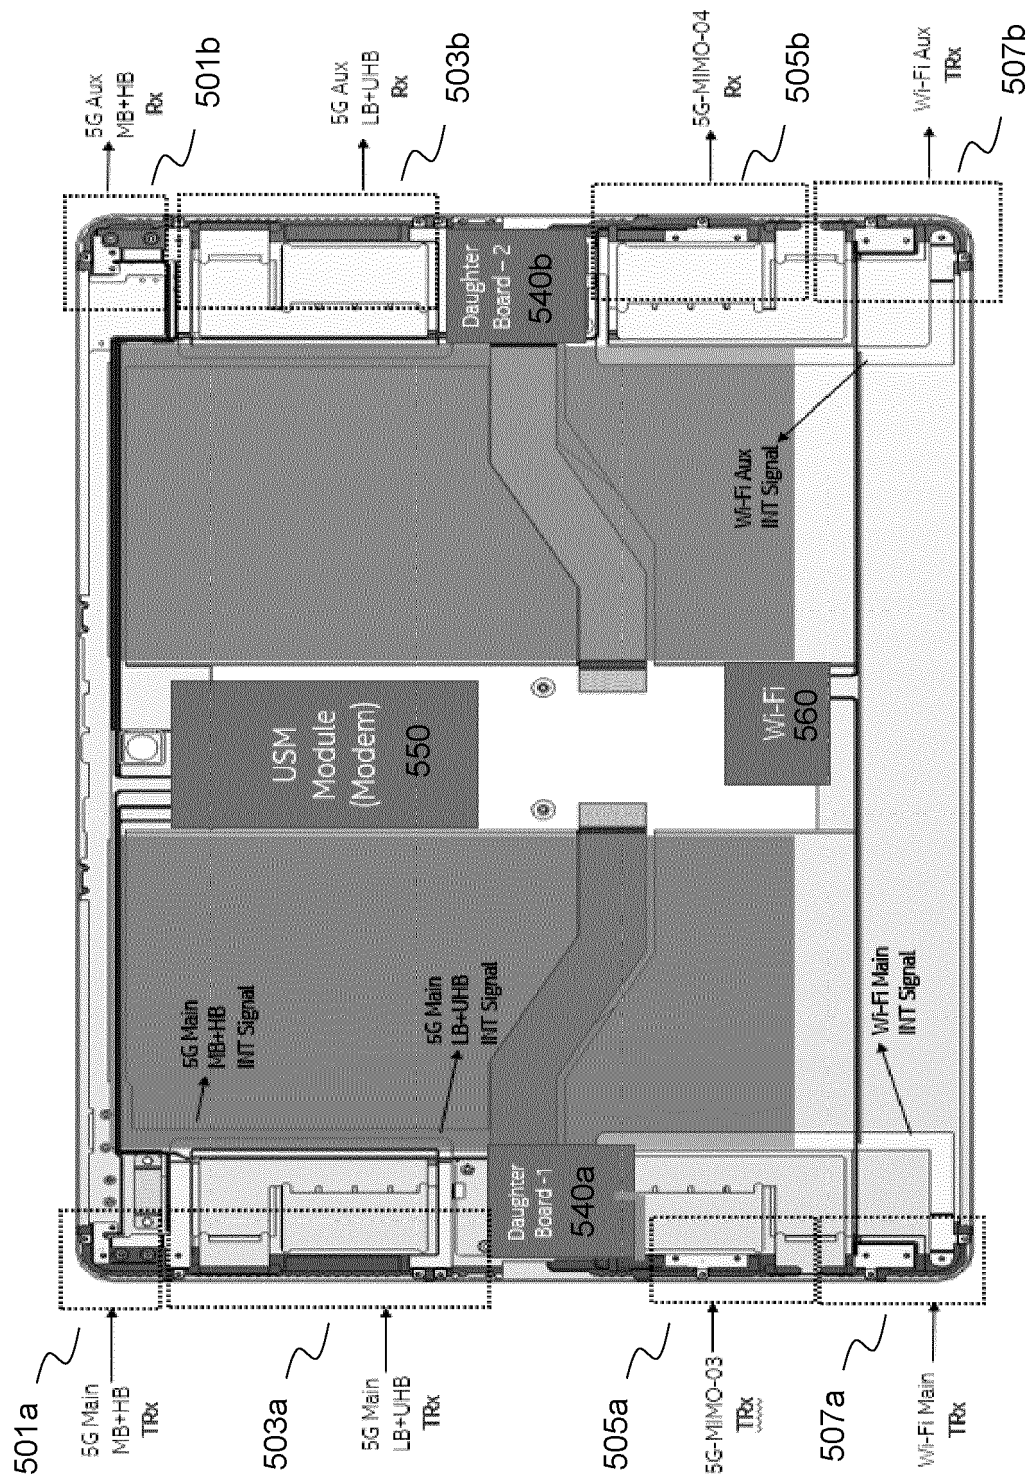 501a
5G Main
MB+HB
TRx
503a
5G Main
LB+UHB
TRx
505a
5G-MIMO-03
TRx
507a
Wi-Fi Main
TRx
5G Main
MB+HB
INT Signal
5G Main
LB+UHB
INT Signal
Wi-Fi Main
INT Signal
Daughter
Board -1
540a
USM
Module
(Modem)
550
Wi-Fi
560
Wi-Fi Aux
INT Signal
Daughter
Board – 2
540b
5G Aux
MB+HB
Rx
501b
5G Aux
LB+UHB
Rx
503b
5G-MIMO-04
Rx
505b
Wi-Fi Aux
TRx
507b